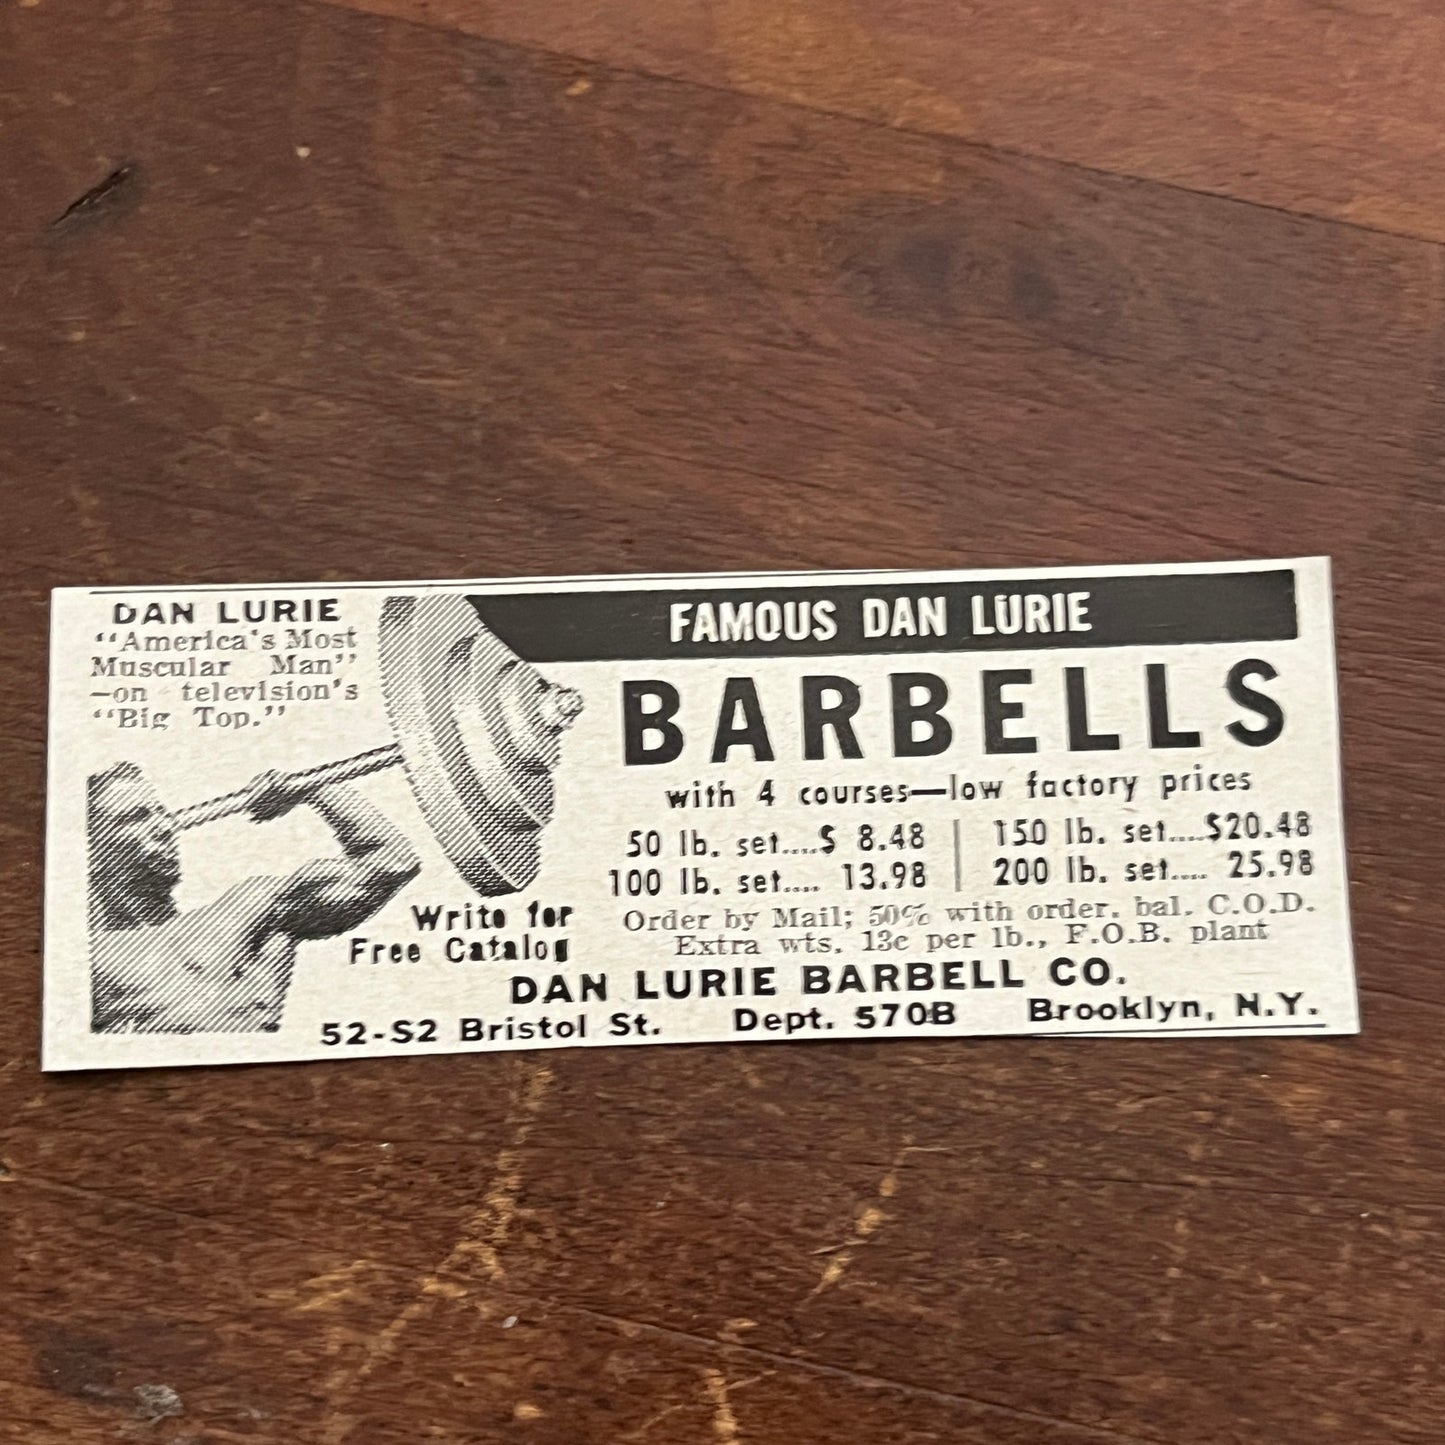 DAN LURIE
"America's Most
Muscular Man"
—on television's
"Big Top."
FAMOUS DAN LURIE
BARBELLS
with 4 courses—low factory prices
50 lb. set....$ 8.48 | 150 lb. set....$20.48
100 lb. set.... 13.98 | 200 lb. set.... 25.98
Order by Mail; 50% with order, bal. C.O.D.
Extra wts. 13c per lb., F.O.B. plant
Write for
Free Catalog
DAN LURIE BARBELL CO.
52-S2 Bristol St. Dept. 570B Brooklyn, N.Y.